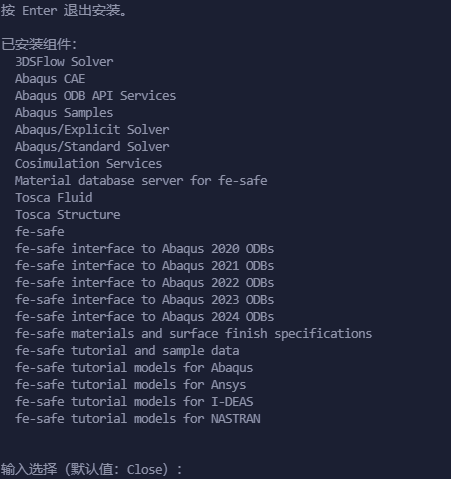 按 Enter 退出安装。
已安装组件:
3DSFlow Solver
Abaqus CAE
Abaqus ODB API Services
Abaqus Samples
Abaqus/Explicit Solver
Abaqus/Standard Solver
Cosimulation Services
Material database server for fe-safe
Tosca Fluid
Tosca Structure
fe-safe
fe-safe interface to Abaqus 2020 ODBs
fe-safe interface to Abaqus 2021 ODBs
fe-safe interface to Abaqus 2022 ODBs
fe-safe interface to Abaqus 2023 ODBs
fe-safe interface to Abaqus 2024 ODBs
fe-safe materials and surface finish specifications
fe-safe tutorial and sample data
fe-safe tutorial models for Abaqus
fe-safe tutorial models for Ansys
fe-safe tutorial models for I-DEAS
fe-safe tutorial models for NASTRAN
输入选择（默认值：Close）: